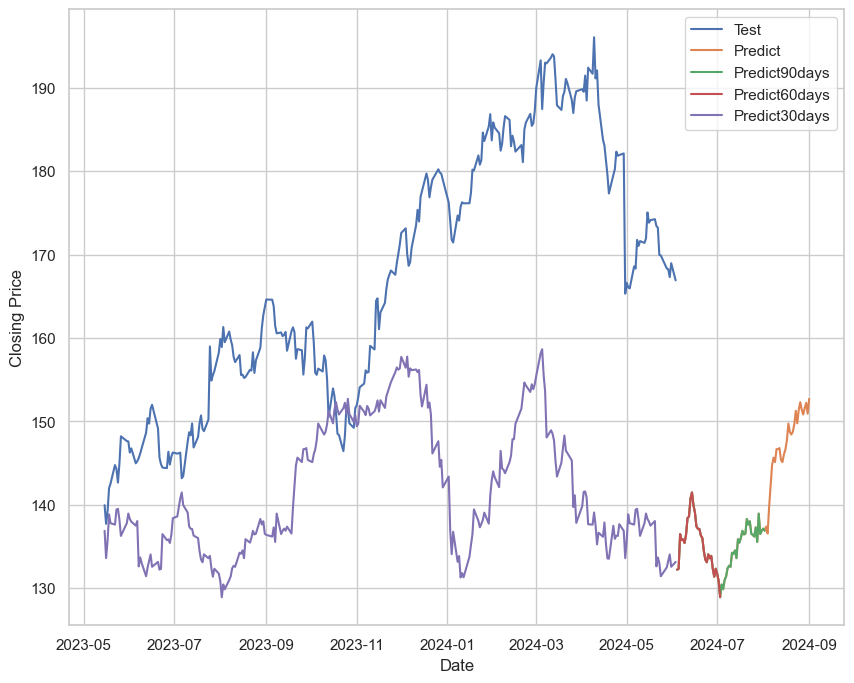 Test
Predict
Predict90days
Predict60days
Predict30days
190
180
170
160
150
140
130
Closing Price
2023-05 2023-07 2023-09 2023-11 2024-01 2024-03 2024-05 2024-07 2024-09
Date